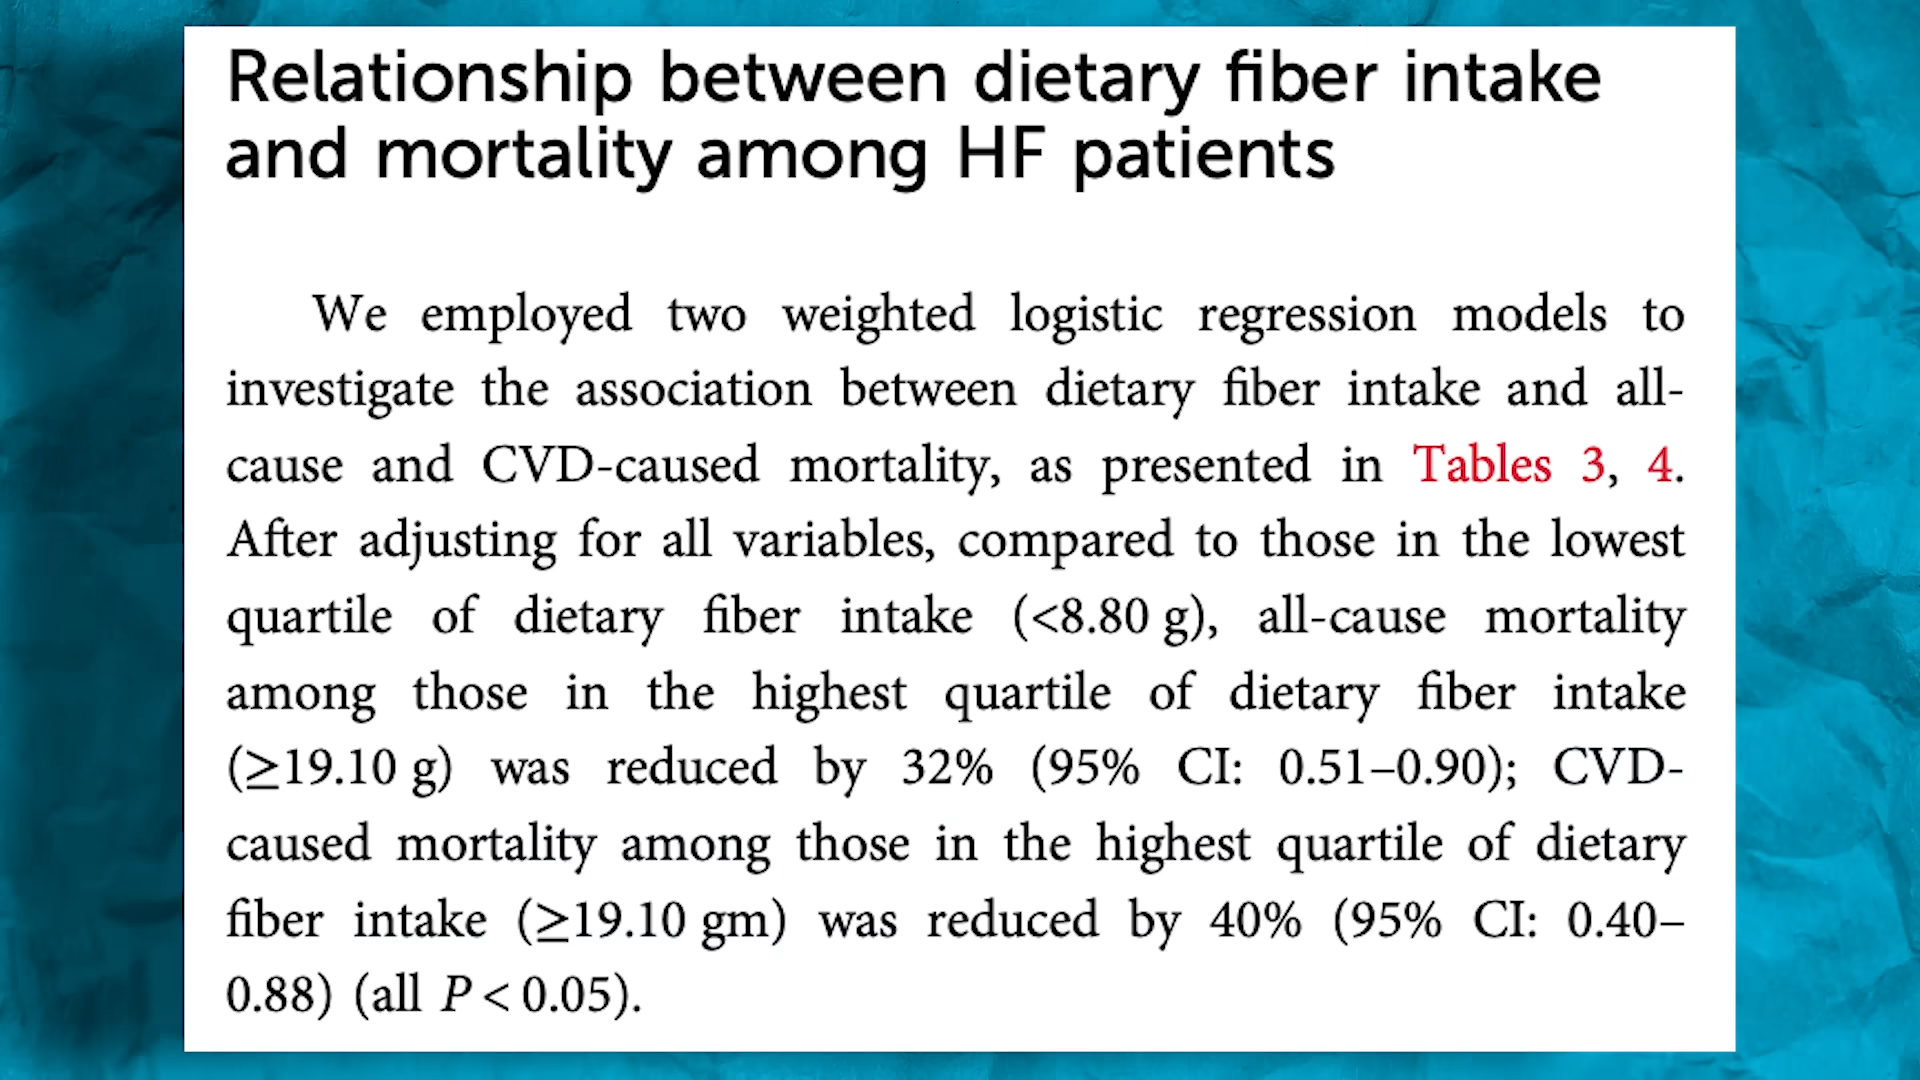 Relationship between dietary fiber intake
and mortality among HF patients
We employed two weighted logistic regression models to
investigate the association between dietary fiber intake and all-
cause and CVD-caused mortality, as presented in Tables 3, 4.
After adjusting for all variables, compared to those in the lowest
quartile of dietary fiber intake (<8.80 g), all-cause mortality
among those in the highest quartile of dietary fiber intake
(≥19.10 g) was reduced by 32% (95% CI: 0.51–0.90); CVD-
caused mortality among those in the highest quartile of dietary
fiber intake (≥19.10 gm) was reduced by 40% (95% CI: 0.40–
0.88) (all P < 0.05).